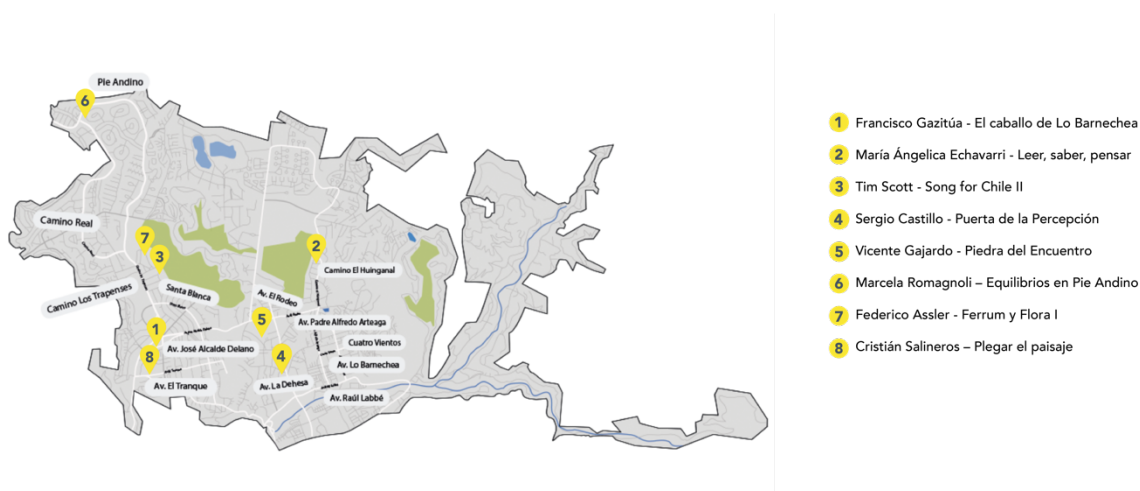 Pie Andino
6
Camino Real
7
3
2
Camino El Huinganal
Camino Los Trapenses
Santa Blanca
Av. El Rodeo
1
5
Av. Padre Alfredo Arteaga
Av. José Alcalde Delano
Cuatro Vientos
8
4
Av. Lo Barnechea
Av. El Tranque
Av. La Dehesa
Av. Raúl Labbé
1 Francisco Gazitúa - El caballo de Lo Barnechea
2 María Ángelica Echavarri - Leer, saber, pensar
3 Tim Scott - Song for Chile II
4 Sergio Castillo - Puerta de la Percepción
5 Vicente Gajardo - Piedra del Encuentro
6 Marcela Romagnoli – Equilibrios en Pie Andino
7 Federico Assler - Ferrum y Flora I
8 Cristián Salineros – Plegar el paisaje